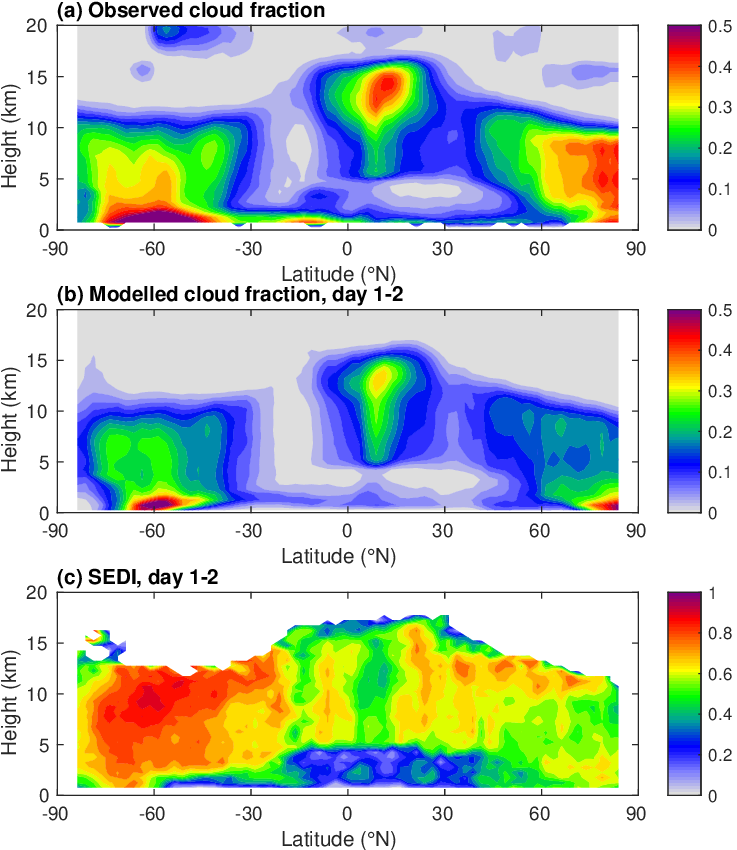 (a) Observed cloud fraction
20
15
10
5
0
Height (km)
-90 -60 -30 0 30 60 90
Latitude (°N)
0.5
0.4
0.3
0.2
0.1
0
(b) Modelled cloud fraction, day 1-2
20
15
10
5
0
Height (km)
-90 -60 -30 0 30 60 90
Latitude (°N)
0.5
0.4
0.3
0.2
0.1
0
(c) SEDI, day 1-2
20
15
10
5
0
Height (km)
-90 -60 -30 0 30 60 90
Latitude (°N)
1
0.8
0.6
0.4
0.2
0